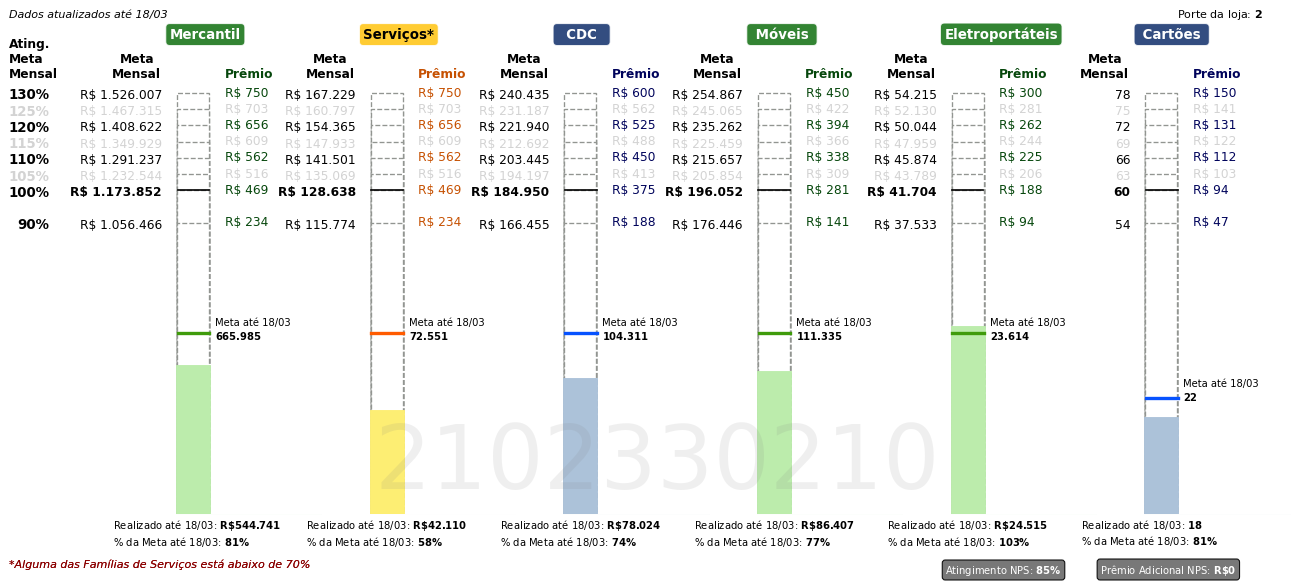 Dados atualizados até 18/03 Porte da loja: 2
Mercantil Serviços* CDC Móveis Eletroportáteis Cartões
Ating.
Meta Meta Meta Meta Meta Meta Meta
Mensal Mensal Prêmio Mensal Prêmio Mensal Prêmio Mensal Prêmio Mensal Prêmio Mensal Prêmio
130% R$ 1.526.007 R$ 750 R$ 167.229 R$ 750 R$ 240.435 R$ 600 R$ 254.867 R$ 450 R$ 54.215 R$ 300 78 R$ 150
125% R$ 1.467.315 R$ 703 R$ 160.797 R$ 703 R$ 231.187 R$ 562 R$ 245.065 R$ 422 R$ 52.130 R$ 281 75 R$ 141
120% R$ 1.408.622 R$ 656 R$ 154.365 R$ 656 R$ 221.940 R$ 525 R$ 235.262 R$ 394 R$ 50.044 R$ 262 72 R$ 131
115% R$ 1.349.929 R$ 609 R$ 147.933 R$ 609 R$ 212.692 R$ 488 R$ 225.459 R$ 366 R$ 47.959 R$ 244 69 R$ 122
110% R$ 1.291.237 R$ 562 R$ 141.501 R$ 562 R$ 203.445 R$ 450 R$ 215.657 R$ 338 R$ 45.874 R$ 225 66 R$ 112
105% R$ 1.232.544 R$ 516 R$ 135.069 R$ 516 R$ 194.197 R$ 413 R$ 205.854 R$ 309 R$ 43.789 R$ 206 63 R$ 103
100% R$ 1.173.852 R$ 469 R$ 128.638 R$ 469 R$ 184.950 R$ 375 R$ 196.052 R$ 281 R$ 41.704 R$ 188 60 R$ 94
90% R$ 1.056.466 R$ 234 R$ 115.774 R$ 234 R$ 166.455 R$ 188 R$ 176.446 R$ 141 R$ 37.533 R$ 94 54 R$ 47
Meta até 18/03 Meta até 18/03 Meta até 18/03 Meta até 18/03 Meta até 18/03
665.985 72.551 104.311 111.335 23.614
Meta até 18/03
22
2102330210
Realizado até 18/03: R$544.741 Realizado até 18/03: R$42.110 Realizado até 18/03: R$78.024 Realizado até 18/03: R$86.407 Realizado até 18/03: R$24.515 Realizado até 18/03: 18
% da Meta até 18/03: 81% % da Meta até 18/03: 58% % da Meta até 18/03: 74% % da Meta até 18/03: 77% % da Meta até 18/03: 103% % da Meta até 18/03: 81%
*Alguma das Famílias de Serviços está abaixo de 70% Atingimento NPS: 85% Prêmio Adicional NPS: R$0